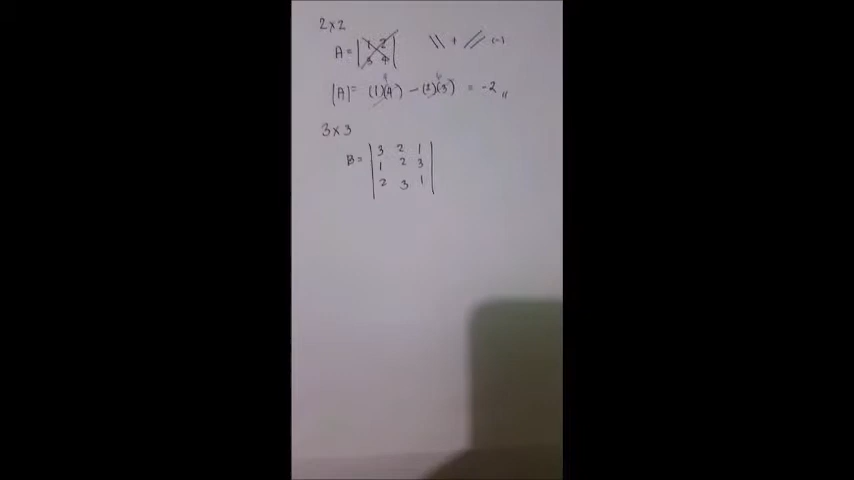 2x2
A = | 1 2 | \\ + // (-)
| 3 4 |
|A| = (1)(4) - (2)(3) = -2 //
3x3
B = | 3 2 1 |
| 1 2 3 |
| 2 3 1 |